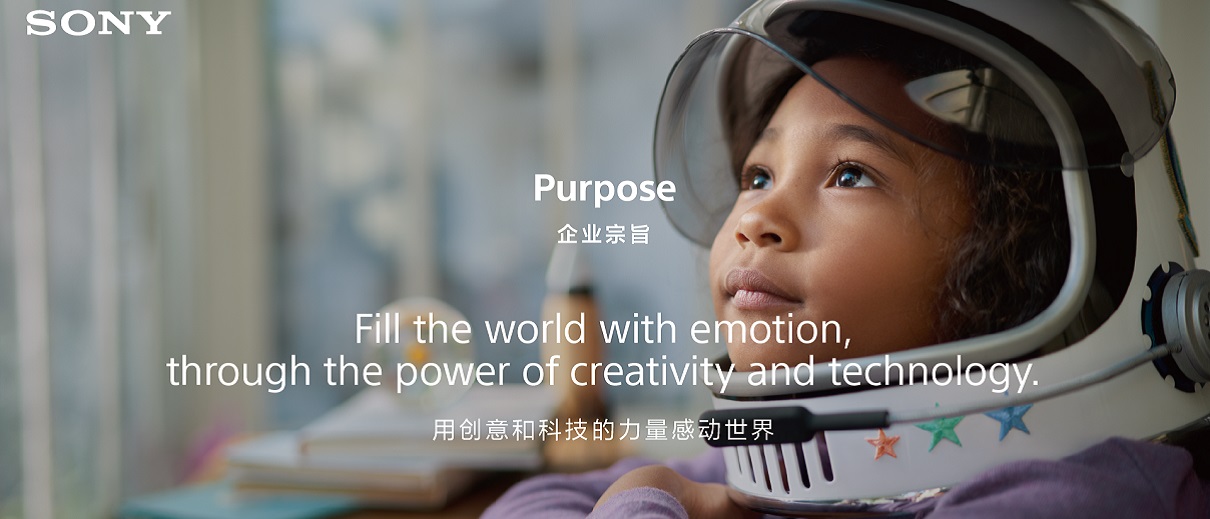 SONY
Purpose
企业宗旨
Fill the world with emotion,
through the power of creativity and technology.
用创意和科技的力量感动世界